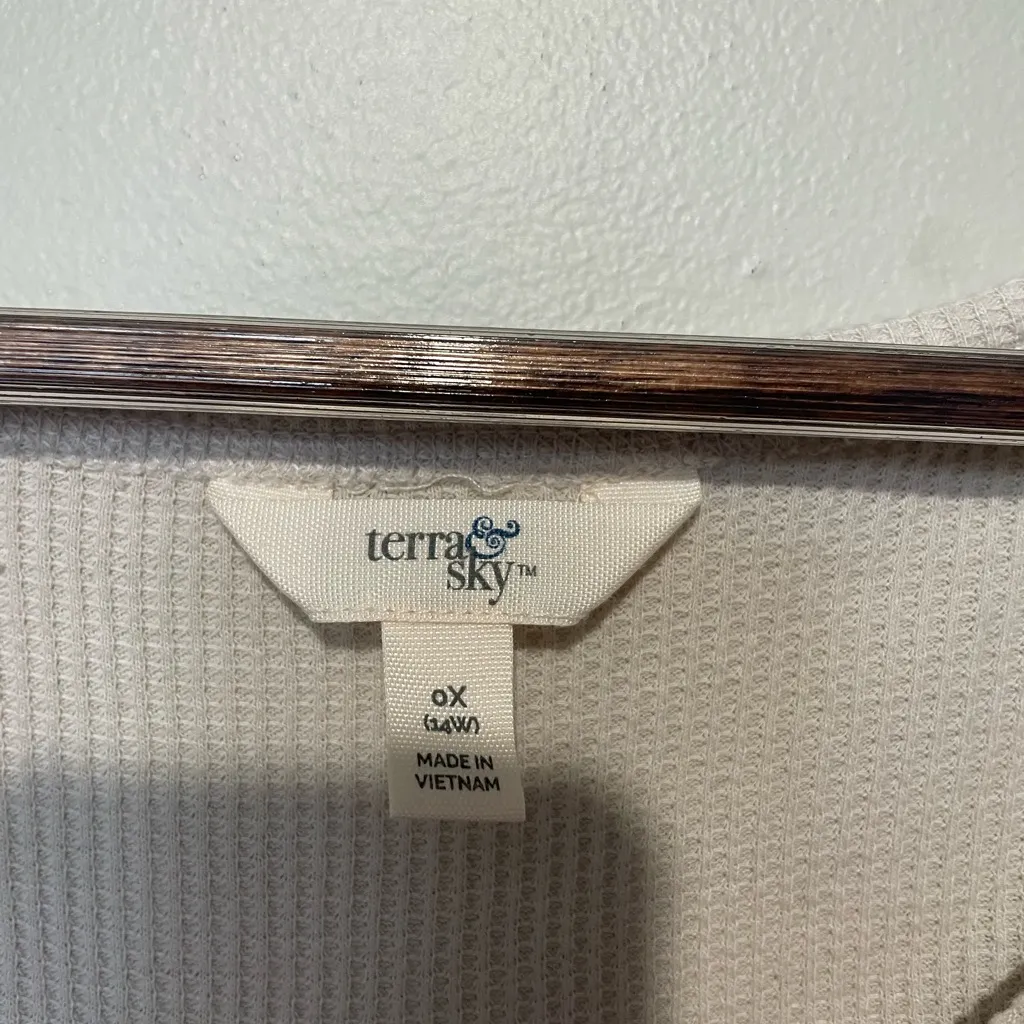 terra&
sky™
0X
(14W)
MADE IN
VIETNAM